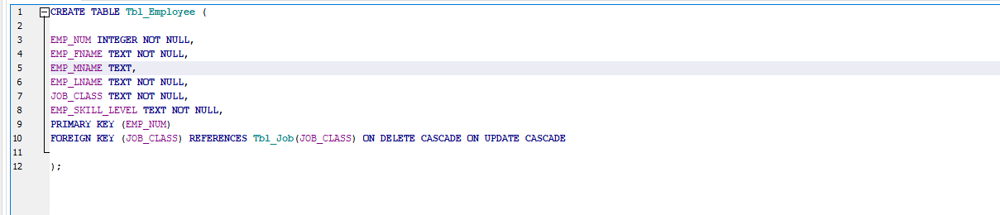 1 CREATE TABLE Tbl_Employee (
2
3 EMP_NUM INTEGER NOT NULL,
4 EMP_FNAME TEXT NOT NULL,
5 EMP_MNAME TEXT,
6 EMP_LNAME TEXT NOT NULL,
7 JOB_CLASS TEXT NOT NULL,
8 EMP_SKILL_LEVEL TEXT NOT NULL,
9 PRIMARY KEY (EMP_NUM)
10 FOREIGN KEY (JOB_CLASS) REFERENCES Tbl_Job(JOB_CLASS) ON DELETE CASCADE ON UPDATE CASCADE
11
12 );